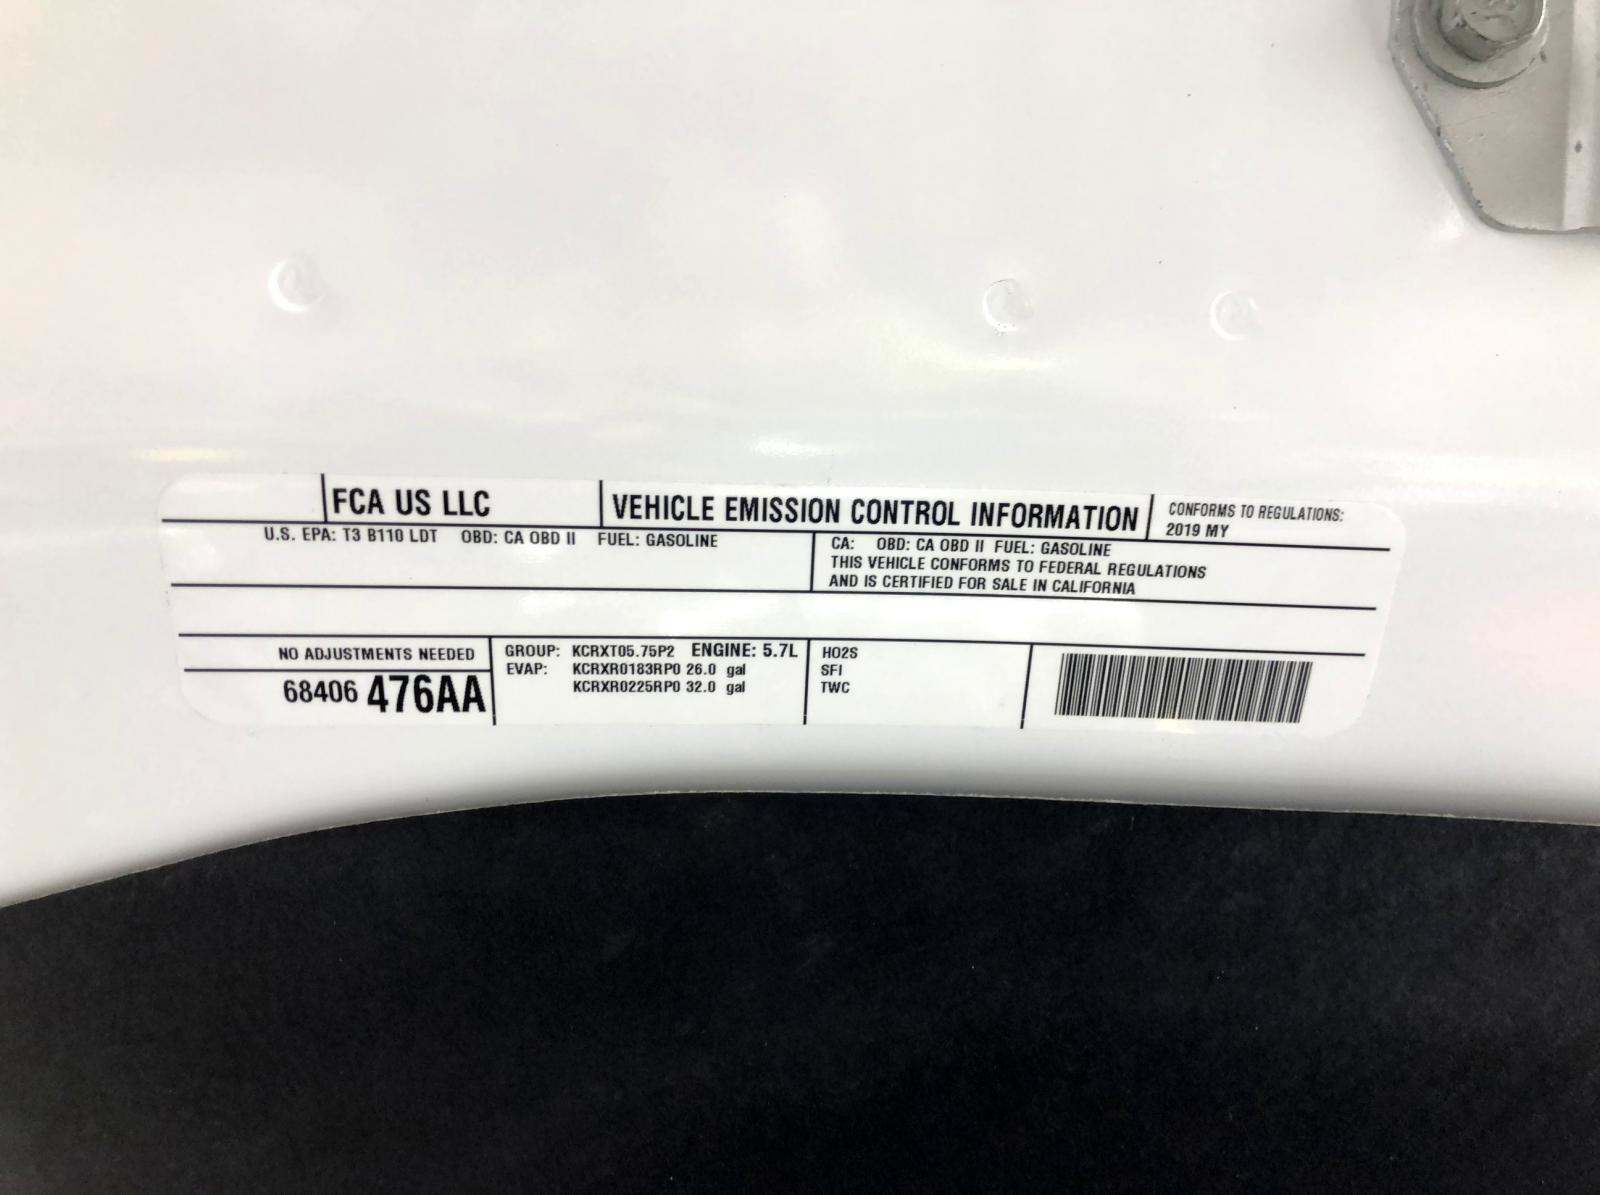 FCA US LLC
VEHICLE EMISSION CONTROL INFORMATION
CONFORMS TO REGULATIONS:
2019 MY
U.S. EPA: T3 B110 LDT OBD: CA OBD II FUEL: GASOLINE
CA: OBD: CA OBD II FUEL: GASOLINE
THIS VEHICLE CONFORMS TO FEDERAL REGULATIONS
AND IS CERTIFIED FOR SALE IN CALIFORNIA
NO ADJUSTMENTS NEEDED
68406 476AA
GROUP: KCRXT05.75P2 ENGINE: 5.7L
EVAP: KCRXR0183RP0 26.0 gal
KCRXR0225RP0 32.0 gal
HO2S
SFI
TWC